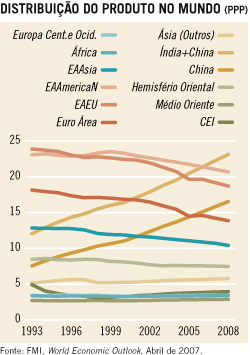 DISTRIBUIÇÃO DO PRODUTO NO MUNDO (PPP)
Europa Cent.e Ocid.
Ásia (Outros)
África
Índia+China
EAAsia
China
EAAmericaN
Hemisfério Oriental
EAEU
Médio Oriente
Euro Área
CEI
25
20
15
10
5
0
1993 1996 1999 2002 2005 2008
Fonte: FMI, World Economic Outlook, Abril de 2007.